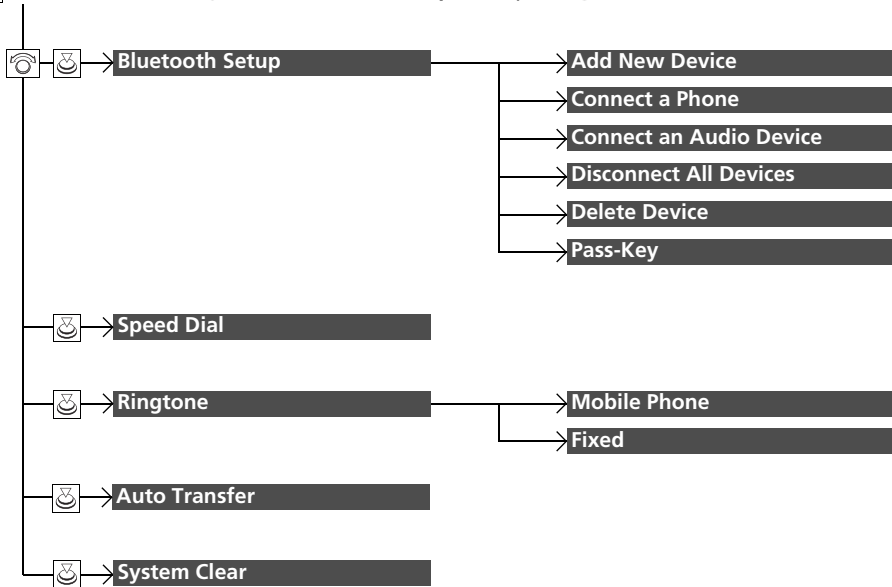 Bluetooth Setup
Add New Device
Connect a Phone
Connect an Audio Device
Disconnect All Devices
Delete Device
Pass-Key
Speed Dial
Ringtone
Mobile Phone
Fixed
Auto Transfer
System Clear